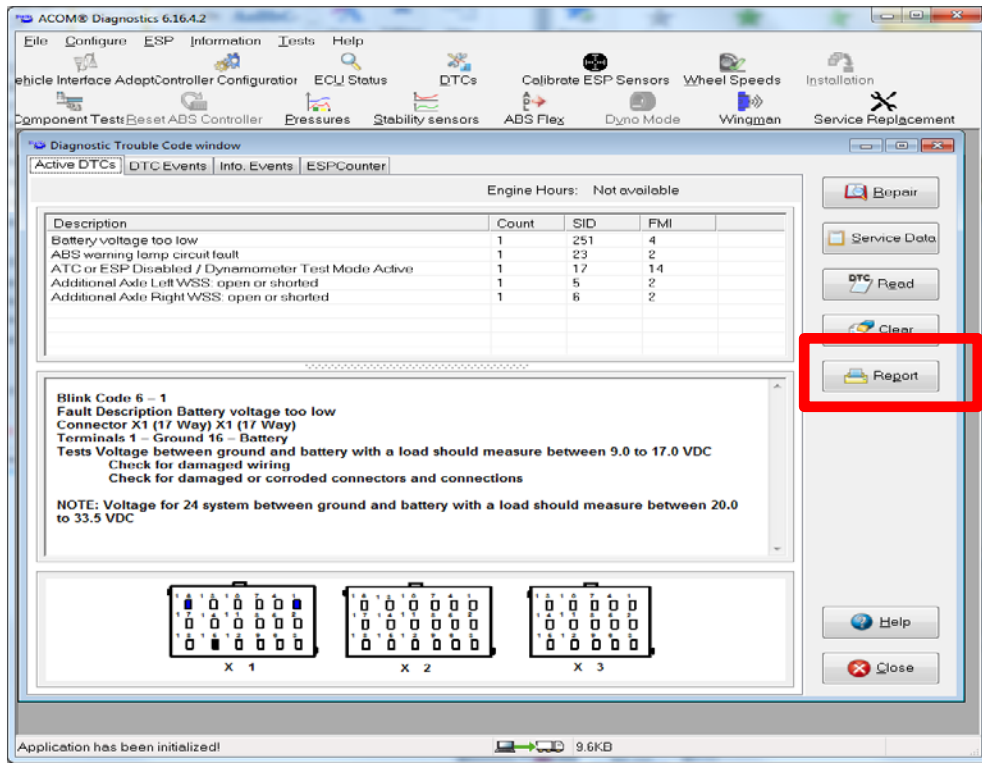 ACOM® Diagnostics 6.16.4.2
File Configure ESP Information Tests Help
ehicle Interface Adapt Controller Configuration ECU Status DTCs Calibrate ESP Sensors Wheel Speeds Installation
Component Tests Reset ABS Controller Pressures Stability sensors ABS Flex Dyno Mode Wingman Service Replacement
Diagnostic Trouble Code window
Active DTCs DTC Events Info. Events ESPCounter
Engine Hours: Not available
Description Count SID FMI
Battery voltage too low 1 251 4
ABS warning lamp circuit fault 1 23 2
ATC or ESP Disabled / Dynamometer Test Mode Active 1 17 14
Additional Axle Left WSS: open or shorted 1 5 2
Additional Axle Right WSS: open or shorted 1 6 2
Repair
Service Data
DTC Read
Clear
Report
Blink Code 6 – 1
Fault Description Battery voltage too low
Connector X1 (17 Way) X1 (17 Way)
Terminals 1 – Ground 16 – Battery
Tests Voltage between ground and battery with a load should measure between 9.0 to 17.0 VDC
Check for damaged wiring
Check for damaged or corroded connectors and connections
NOTE: Voltage for 24 system between ground and battery with a load should measure between 20.0
to 33.5 VDC
X 1 X 2 X 3
Help
Close
Application has been initialized! 9.6KB